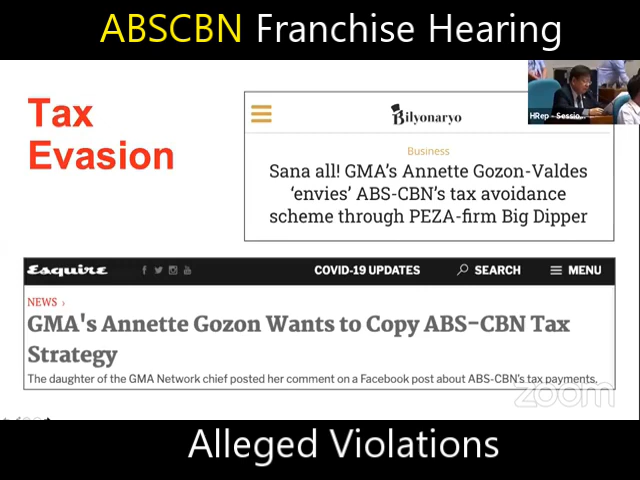 ABSCBN Franchise Hearing
Tax
Evasion
Bilyonaryo
Business
Sana all! GMA's Annette Gozon-Valdes
'envies' ABS-CBN's tax avoidance
scheme through PEZA-firm Big Dipper
HRep - Sessio...
Esquire
COVID-19 UPDATES
SEARCH
MENU
NEWS ›
GMA's Annette Gozon Wants to Copy ABS-CBN Tax
Strategy
The daughter of the GMA Network chief posted her comment on a Facebook post about ABS-CBN's tax payments.
zoom
Alleged Violations